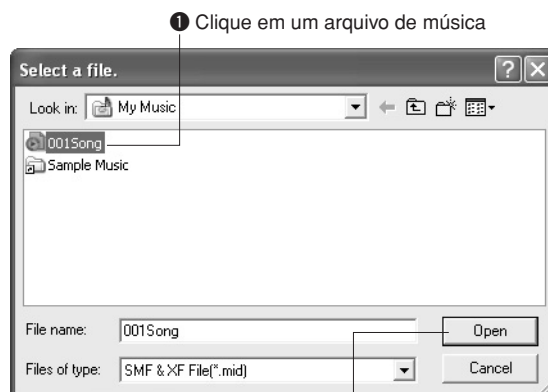 ❶ Clique em um arquivo de música
Select a file.
Look in: My Music
001Song
Sample Music
File name: 001Song Open
Files of type: SMF & XF File(*.mid) Cancel